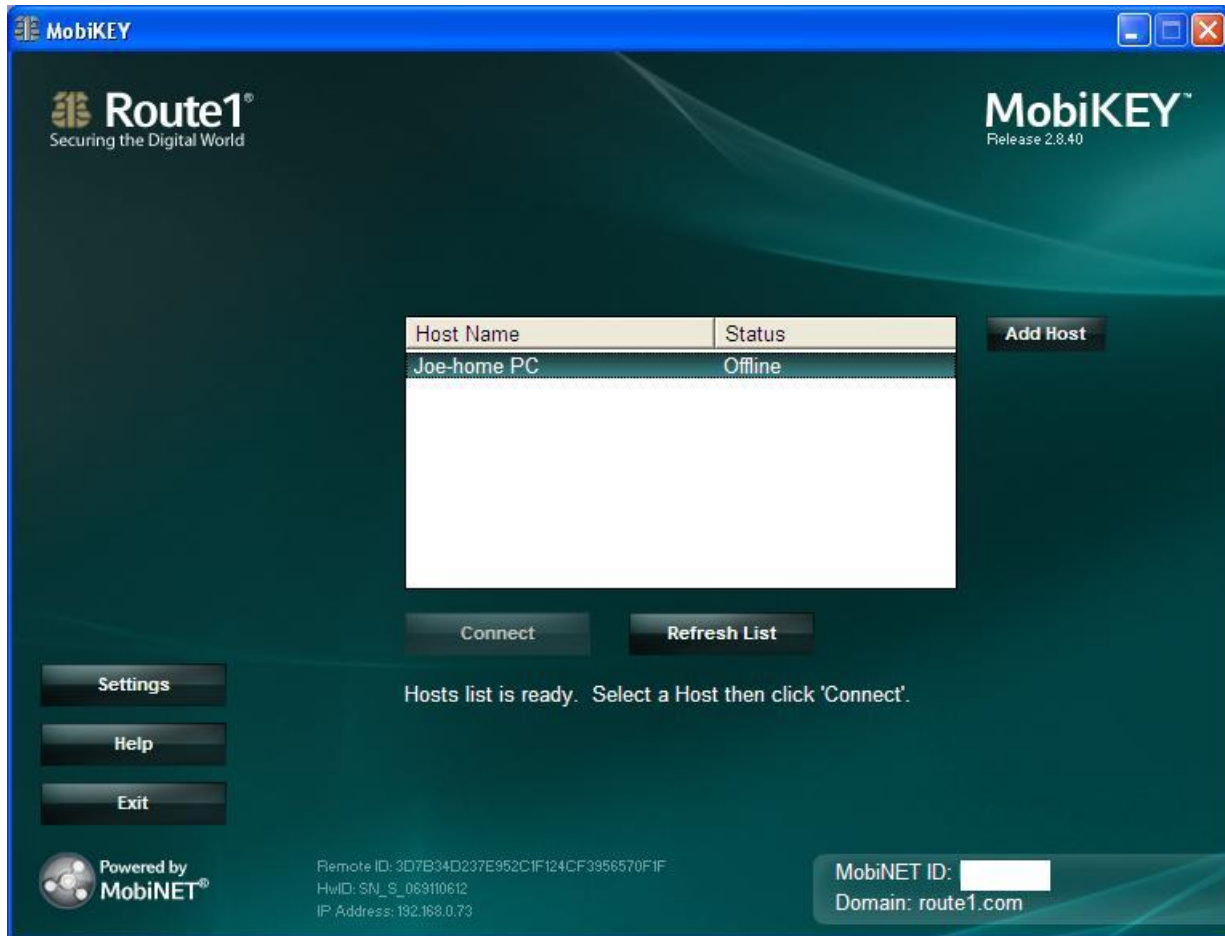 MobiKEY
Route1®
Securing the Digital World
MobiKEY™
Release 2.8.40
Host Name Status
Joe-home PC Offline
Add Host
Connect Refresh List
Hosts list is ready. Select a Host then click 'Connect'.
Settings
Help
Exit
Powered by
MobiNET®
Remote ID: 3D7B34D237E952C1F124CF3956570F1F
HwID: SN_S_069110612
IP Address: 192.168.0.73
MobiNET ID:
Domain: route1.com